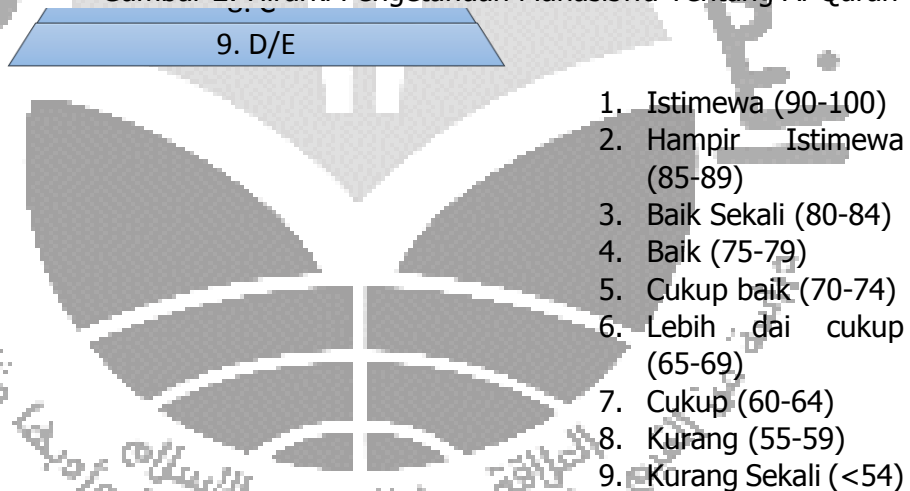 9. D/E
1. Istimewa (90-100)
2. Hampir Istimewa
(85-89)
3. Baik Sekali (80-84)
4. Baik (75-79)
5. Cukup baik (70-74)
6. Lebih dai cukup
(65-69)
7. Cukup (60-64)
8. Kurang (55-59)
9. Kurang Sekali (<54)